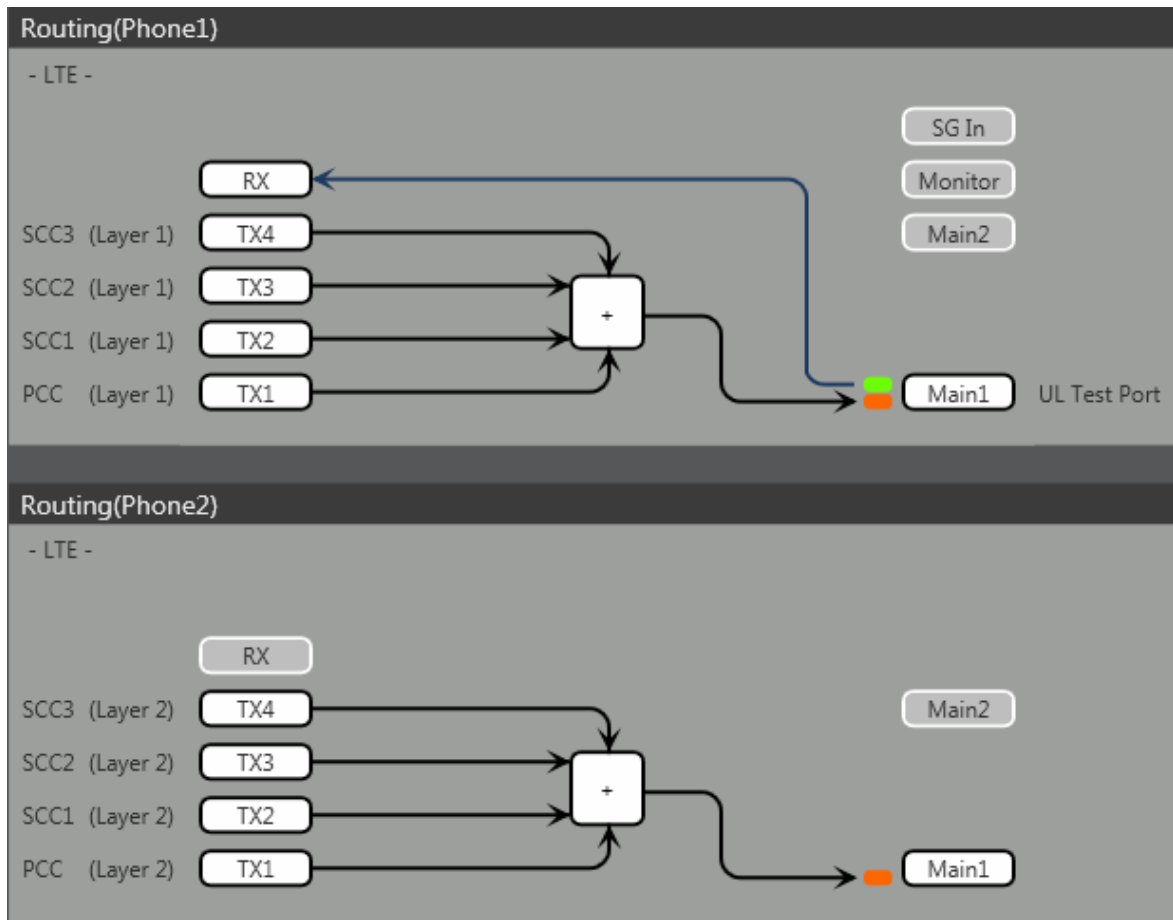 Routing(Phone1)
- LTE -
SG In
RX Monitor
SCC3 (Layer 1) TX4 Main2
SCC2 (Layer 1) TX3
+
SCC1 (Layer 1) TX2
PCC (Layer 1) TX1 Main1 UL Test Port
Routing(Phone2)
- LTE -
RX
SCC3 (Layer 2) TX4 Main2
SCC2 (Layer 2) TX3
+
SCC1 (Layer 2) TX2
PCC (Layer 2) TX1 Main1